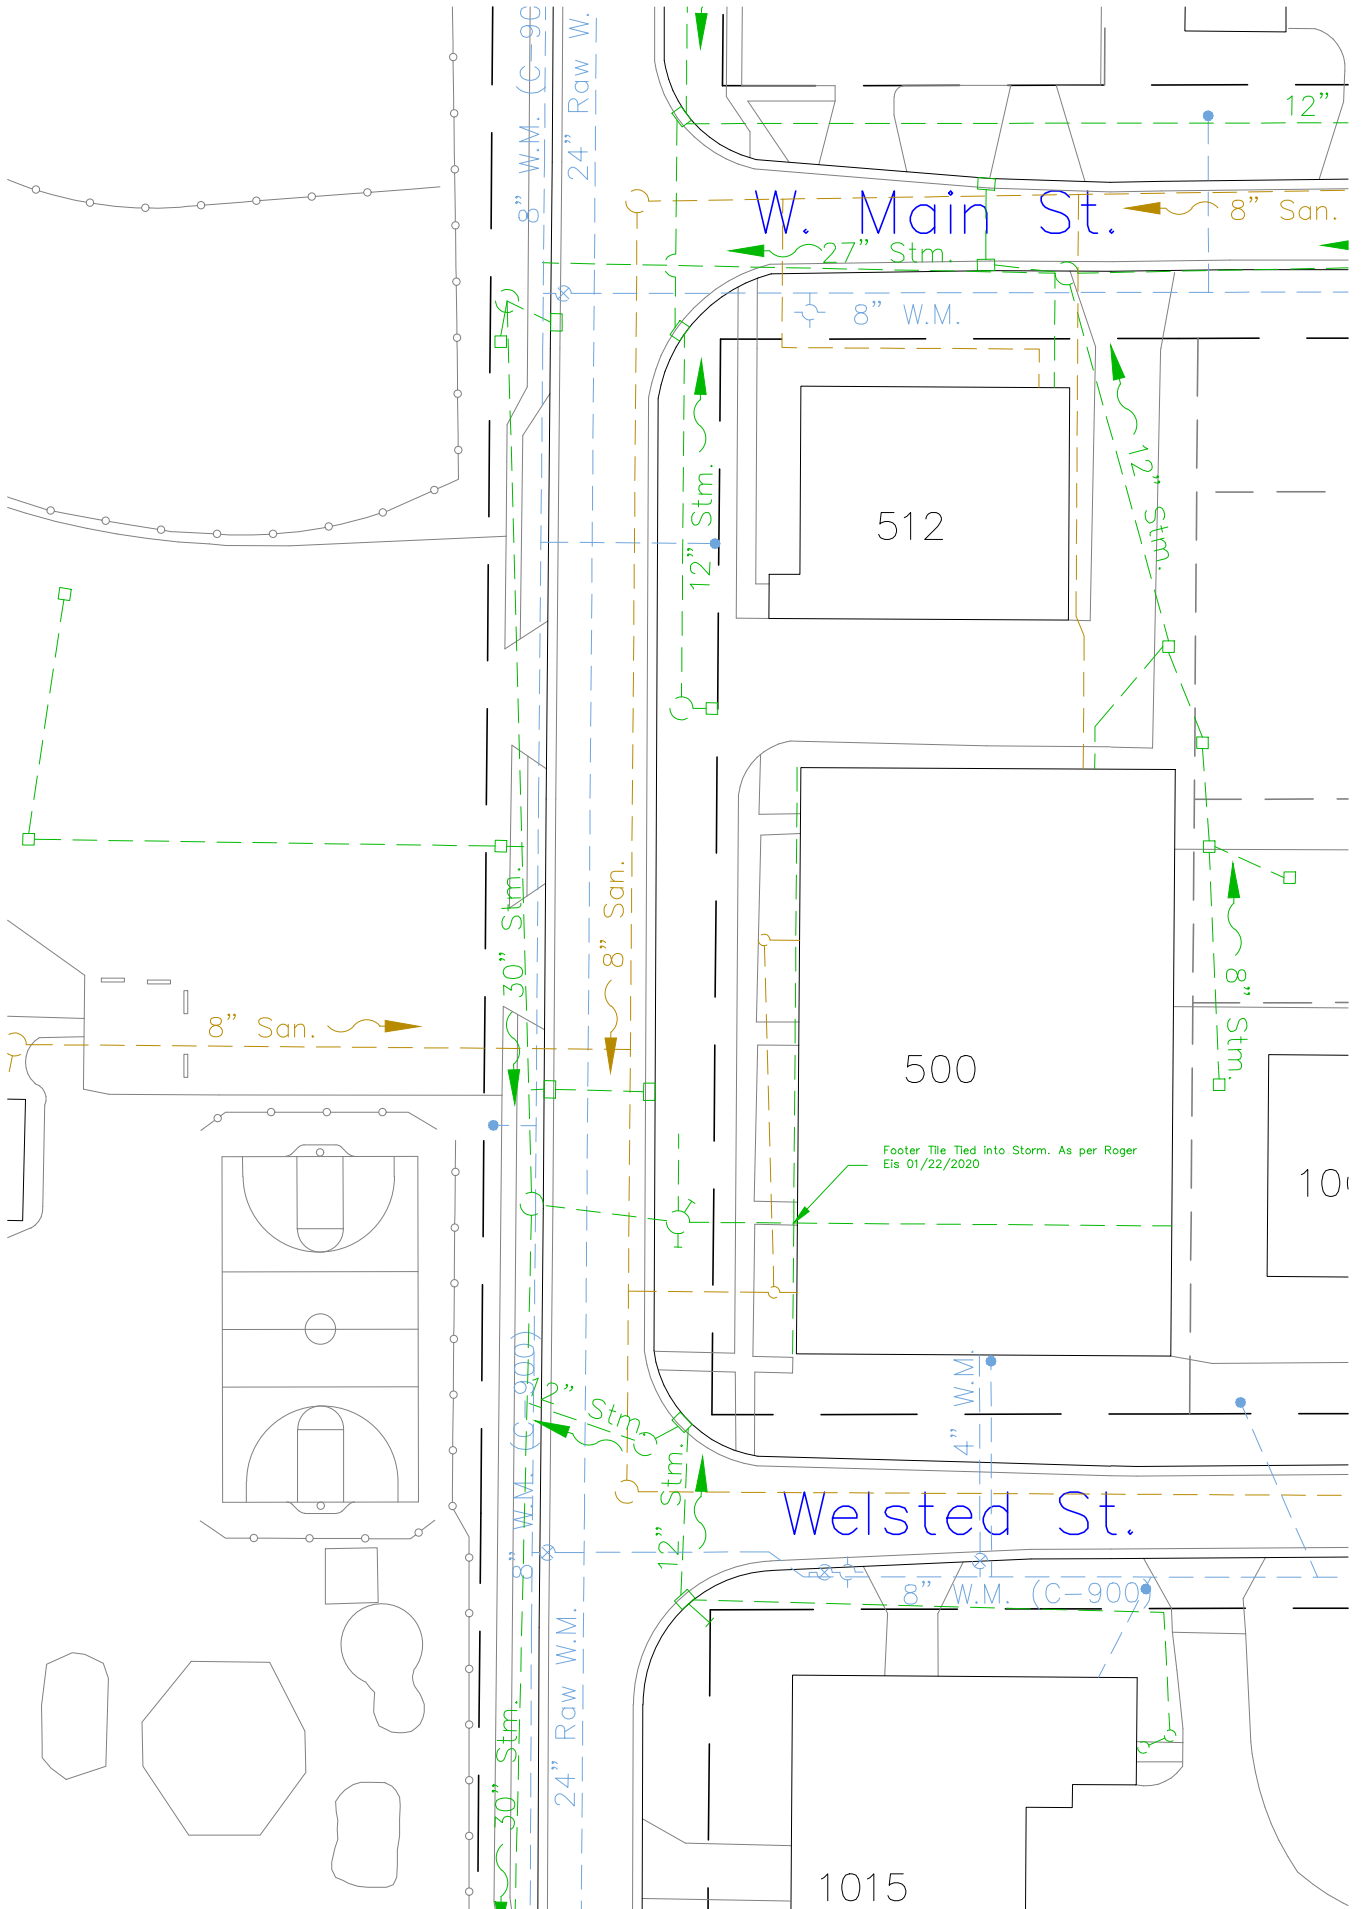 8" W.M. (C-90
24" Raw W.
12"
W. Main St.
8" San.
27" Stm.
8" W.M.
12" Stm.
12" Stm.
512
30" Stm.
8" San.
8" San.
8" Stm.
500
Footer Tile Tied into Storm. As per Roger
Eis 01/22/2020
8" W.M. (C-900)
12" Stm.
12" Stm.
4" W.M.
Welsted St.
8" W.M. (C-900)
24" Raw W.M.
30" Stm.
1015